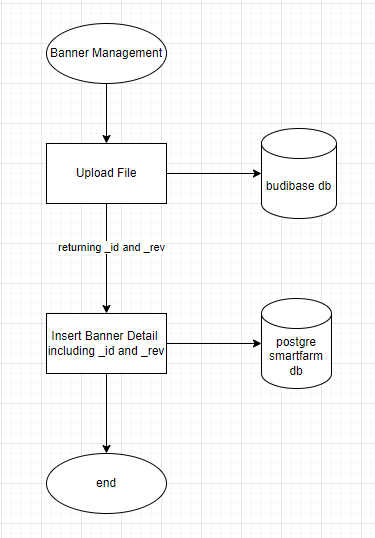 Banner Management
Upload File
budibase db
returning _id and _rev
Insert Banner Detail
including _id and _rev
postgre
smartfarm
db
end